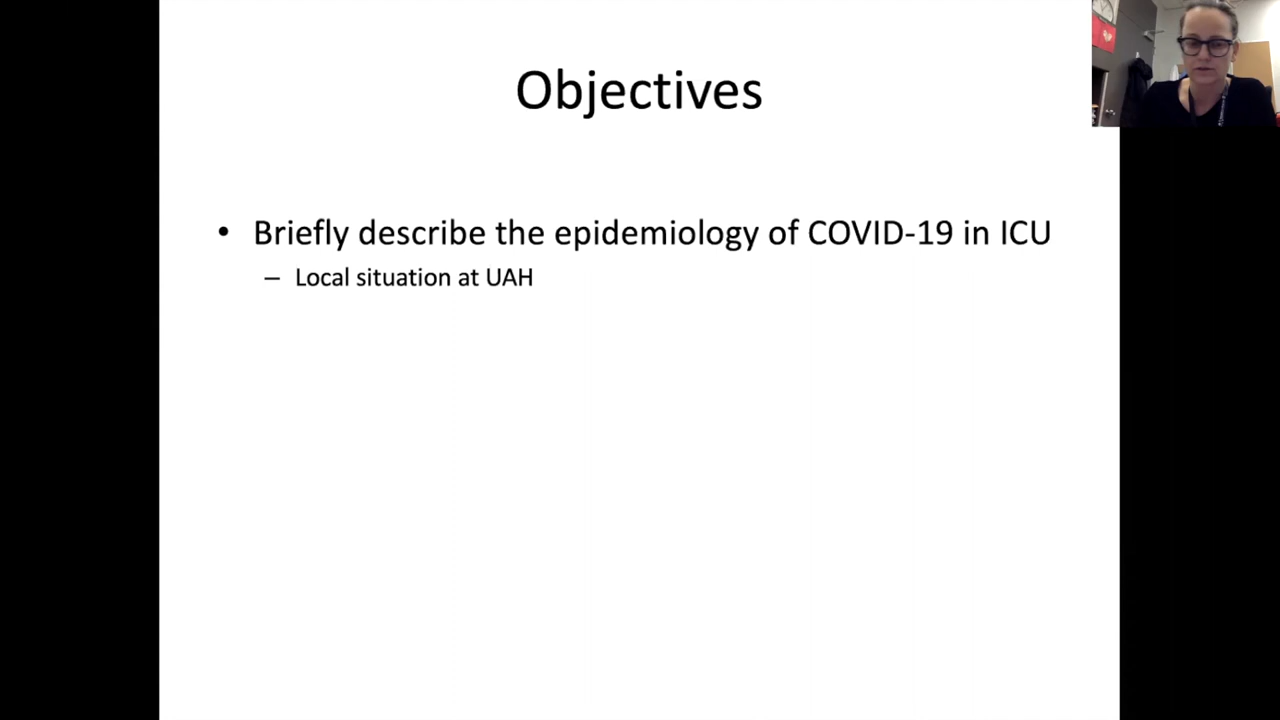 Objectives
• Briefly describe the epidemiology of COVID-19 in ICU
– Local situation at UAH